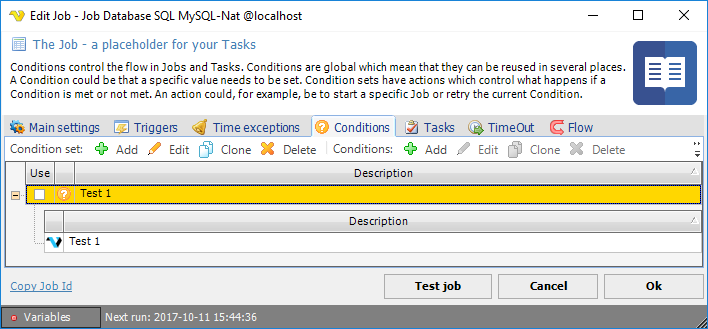 Edit Job - Job Database SQL MySQL-Nat @localhost
The Job - a placeholder for your Tasks
Conditions control the flow in Jobs and Tasks. Conditions are global which mean that they can be reused in several places.
A Condition could be that a specific value needs to be set. Condition sets have actions which control what happens if a
Condition is met or not met. An action could, for example, be to start a specific Job or retry the current Condition.
Main settings Triggers Time exceptions Conditions Tasks TimeOut Flow
Condition set: Add Edit Clone Delete Conditions: Add Edit Clone Delete
Use Description
Test 1
Description
Test 1
Copy Job Id Test job Cancel Ok
Variables Next run: 2017-10-11 15:44:36